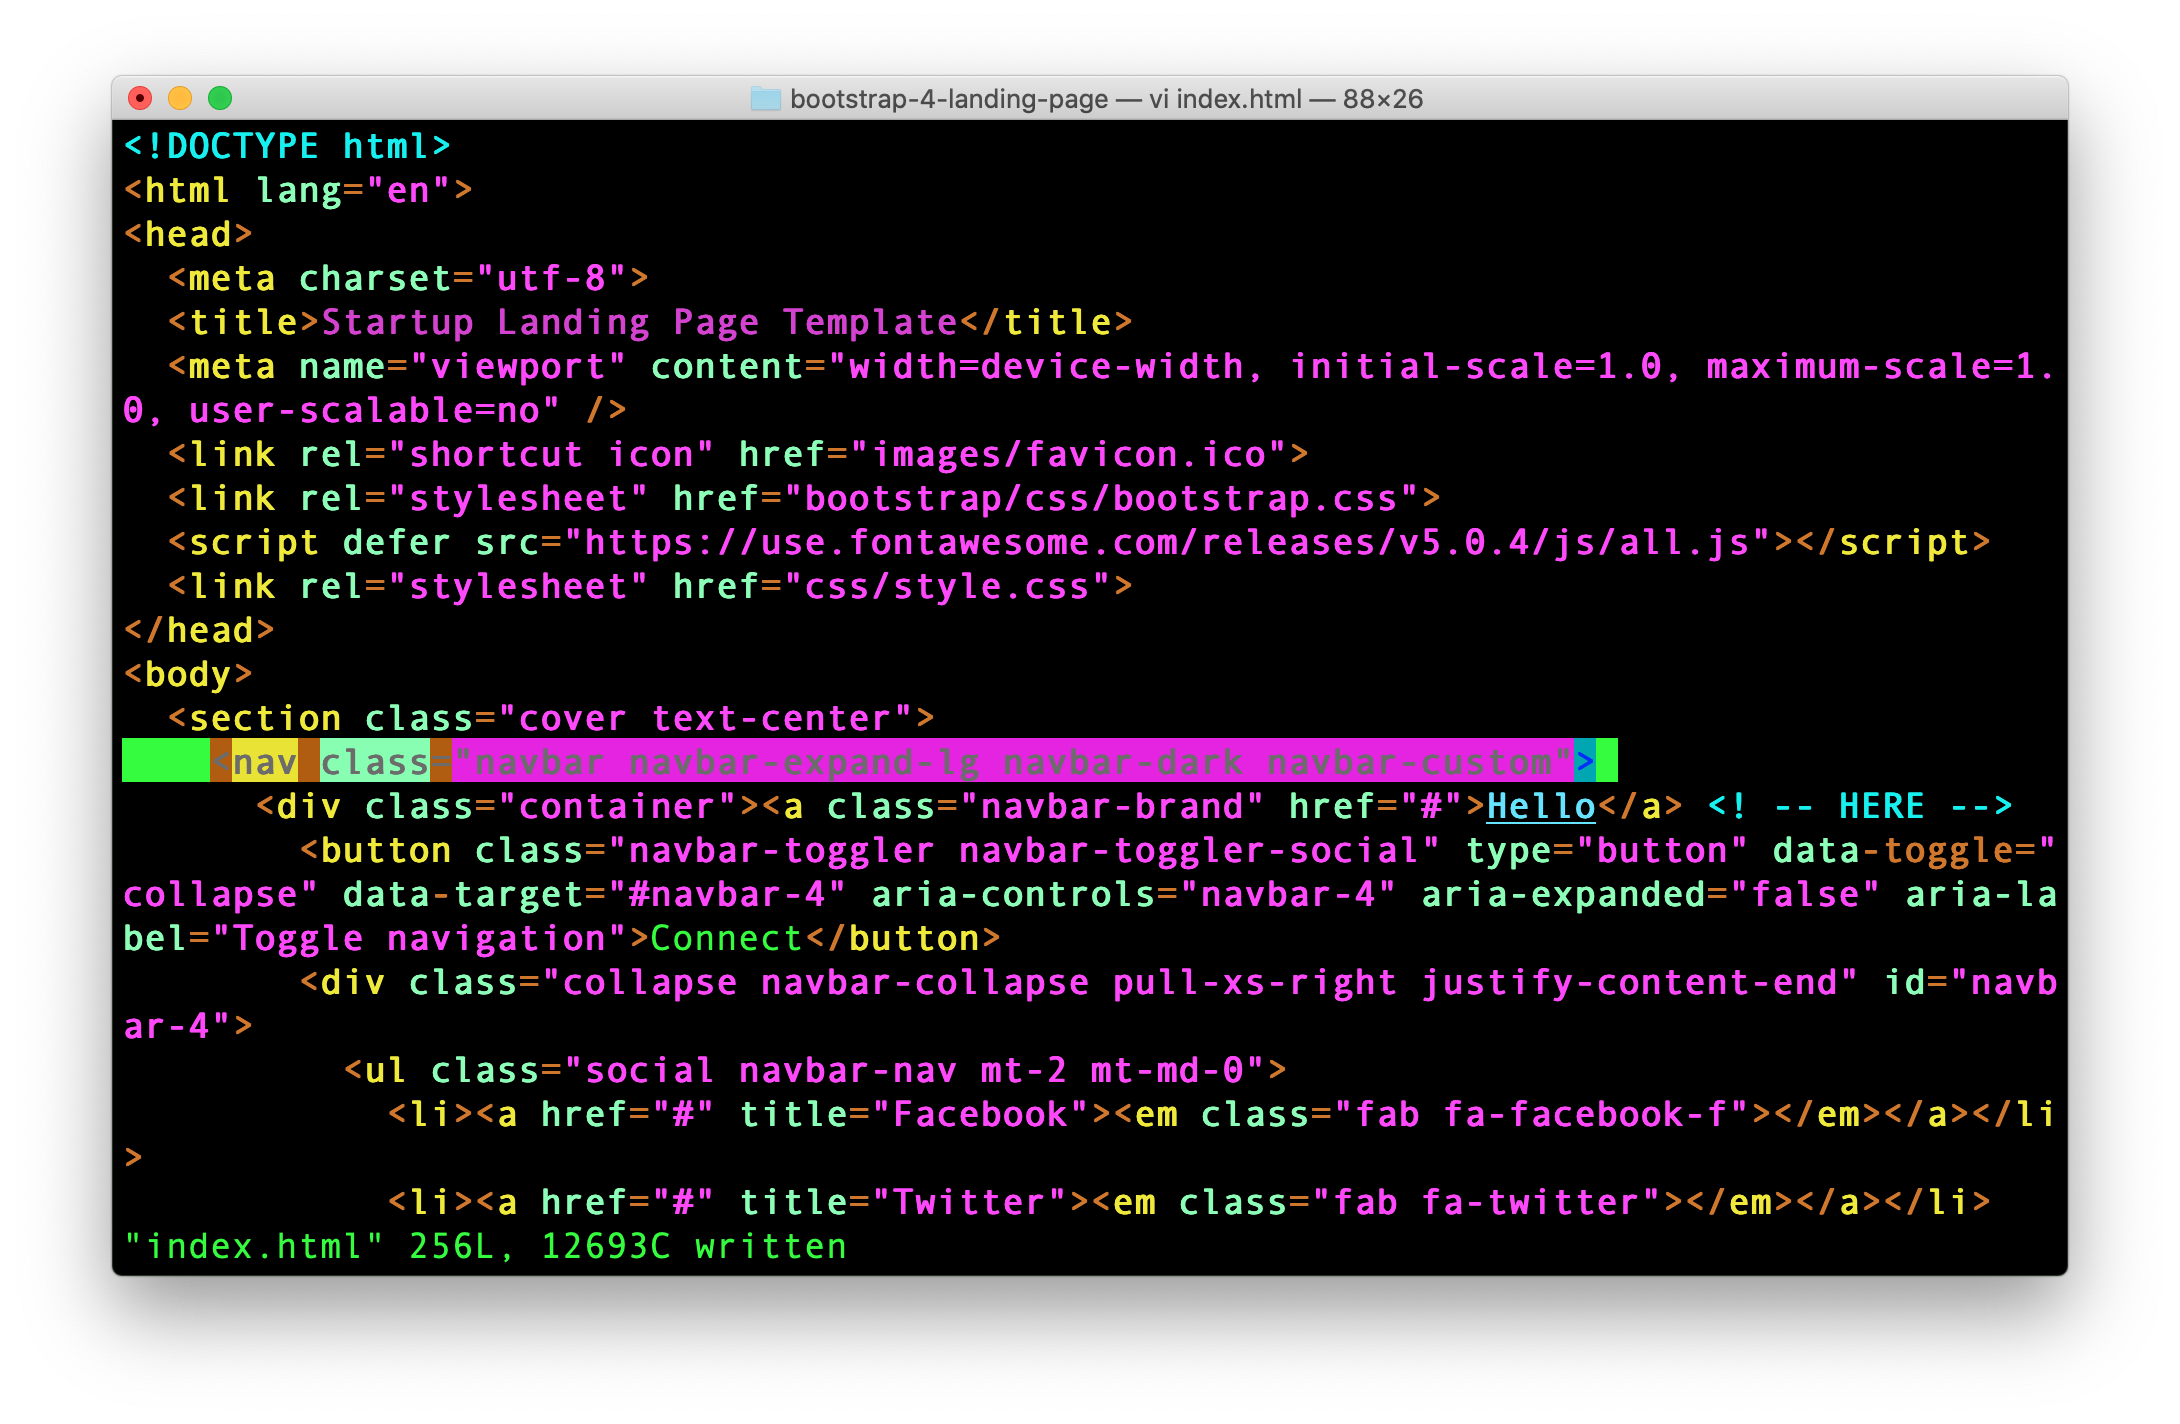 bootstrap-4-landing-page — vi index.html — 88×26
<!DOCTYPE html>
<html lang="en">
<head>
  <meta charset="utf-8">
  <title>Startup Landing Page Template</title>
  <meta name="viewport" content="width=device-width, initial-scale=1.0, maximum-scale=1.
0, user-scalable=no" />
  <link rel="shortcut icon" href="images/favicon.ico">
  <link rel="stylesheet" href="bootstrap/css/bootstrap.css">
  <script defer src="https://use.fontawesome.com/releases/v5.0.4/js/all.js"></script>
  <link rel="stylesheet" href="css/style.css">
</head>
<body>
  <section class="cover text-center">
    <nav class="navbar navbar-expand-lg navbar-dark navbar-custom">
      <div class="container"><a class="navbar-brand" href="#">Hello</a> <! -- HERE -->
        <button class="navbar-toggler navbar-toggler-social" type="button" data-toggle="
collapse" data-target="#navbar-4" aria-controls="navbar-4" aria-expanded="false" aria-la
bel="Toggle navigation">Connect</button>
        <div class="collapse navbar-collapse pull-xs-right justify-content-end" id="navb
ar-4">
          <ul class="social navbar-nav mt-2 mt-md-0">
            <li><a href="#" title="Facebook"><em class="fab fa-facebook-f"></em></a></li
>
            <li><a href="#" title="Twitter"><em class="fab fa-twitter"></em></a></li>
"index.html" 256L, 12693C written